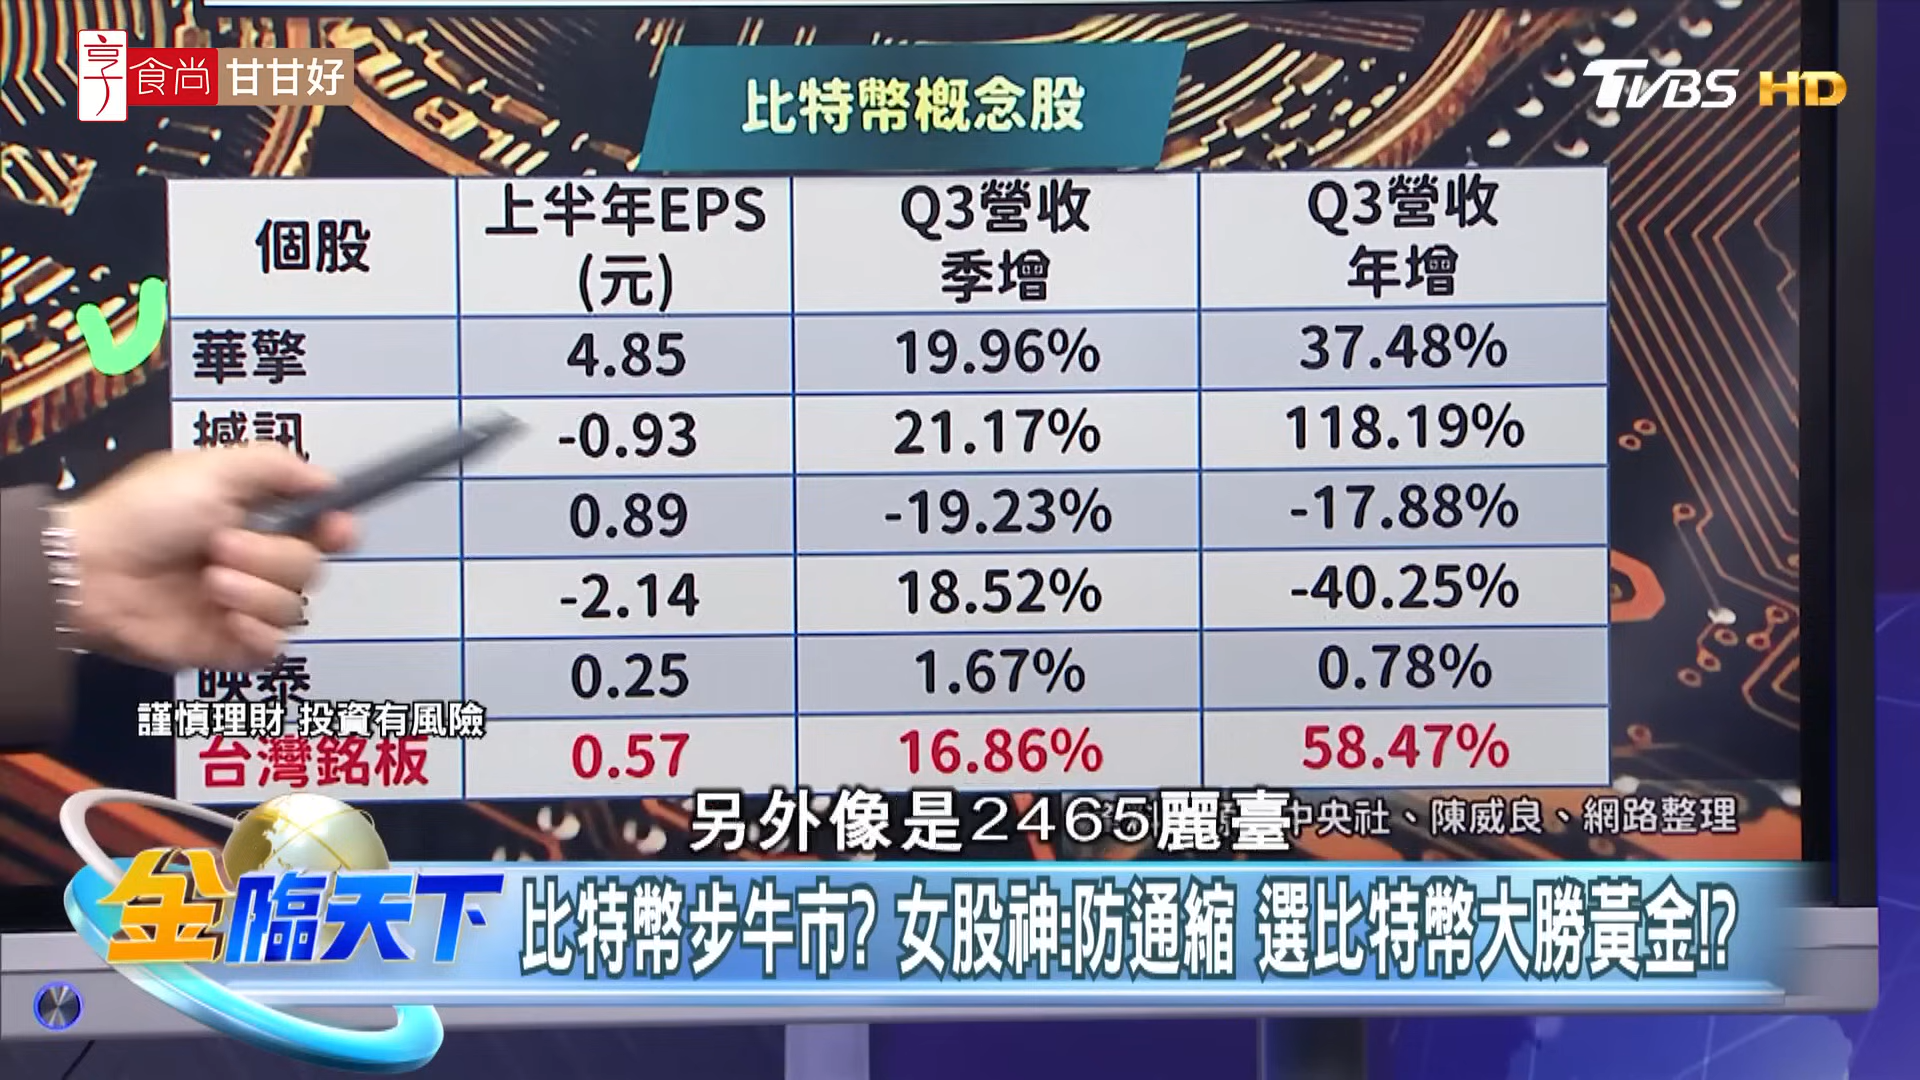 享食尚 甘甘好
TVBS HD
比特幣概念股
個股 上半年EPS(元) Q3營收季增 Q3營收年增
華擎 4.85 19.96% 37.48%
撼訊 -0.93 21.17% 118.19%
0.89 -19.23% -17.88%
-2.14 18.52% -40.25%
映泰 0.25 1.67% 0.78%
謹慎理財 投資有風險
台灣銘板 0.57 16.86% 58.47%
另外像是2465麗臺
中央社、陳威良、網路整理
金臨天下
比特幣步牛市? 女股神:防通縮 選比特幣大勝黃金!?